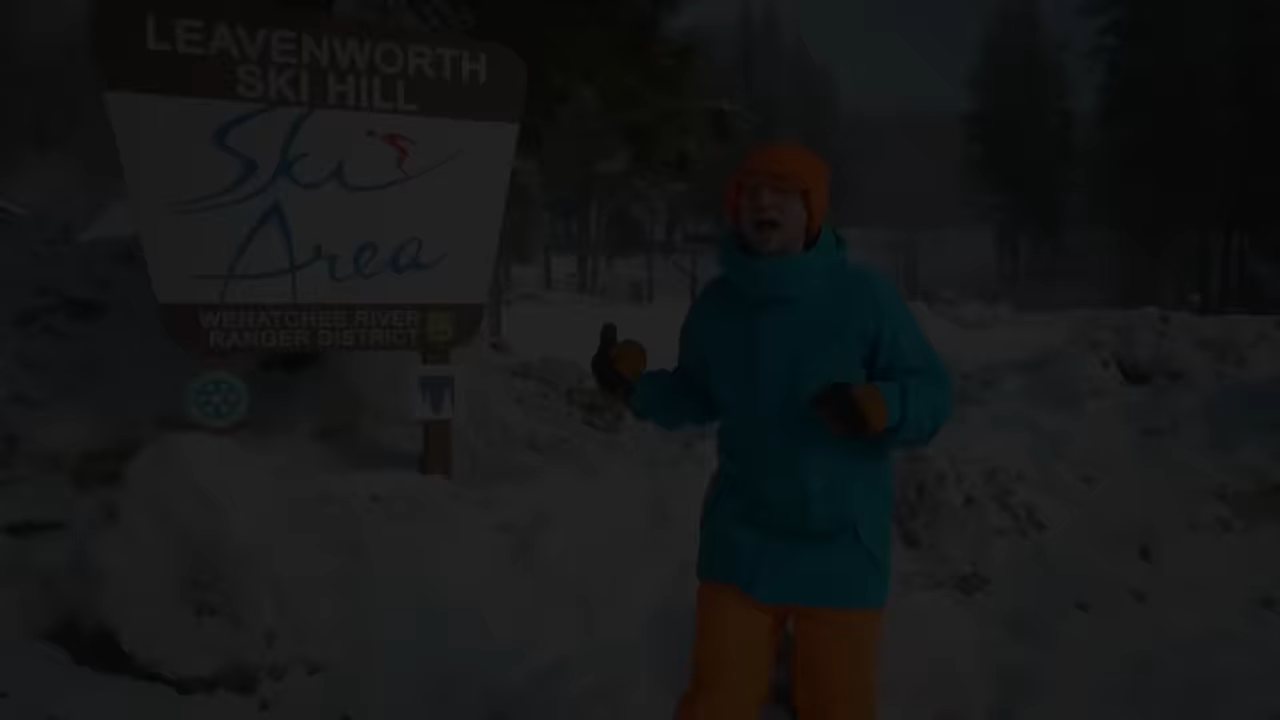 LEAVENWORTH
SKI HILL
Ski
Area
WENATCHEE RIVER
RANGER DISTRICT